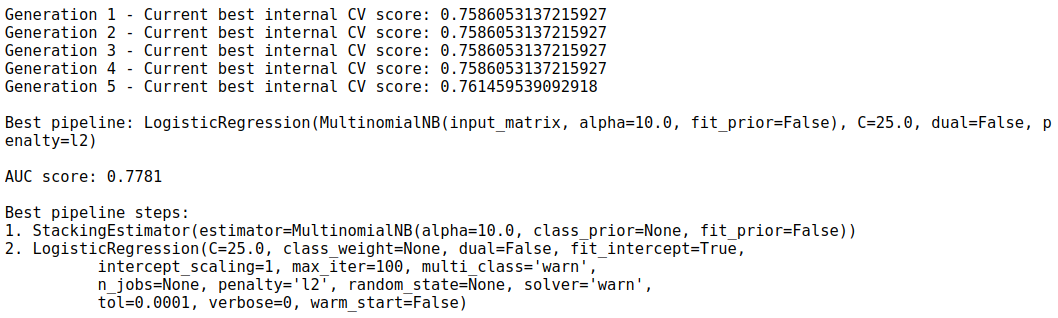 Generation 1 - Current best internal CV score: 0.7586053137215927
Generation 2 - Current best internal CV score: 0.7586053137215927
Generation 3 - Current best internal CV score: 0.7586053137215927
Generation 4 - Current best internal CV score: 0.7586053137215927
Generation 5 - Current best internal CV score: 0.761459539092918

Best pipeline: LogisticRegression(MultinomialNB(input_matrix, alpha=10.0, fit_prior=False), C=25.0, dual=False, p
enalty=l2)

AUC score: 0.7781

Best pipeline steps:
1. StackingEstimator(estimator=MultinomialNB(alpha=10.0, class_prior=None, fit_prior=False))
2. LogisticRegression(C=25.0, class_weight=None, dual=False, fit_intercept=True,
          intercept_scaling=1, max_iter=100, multi_class='warn',
          n_jobs=None, penalty='l2', random_state=None, solver='warn',
          tol=0.0001, verbose=0, warm_start=False)